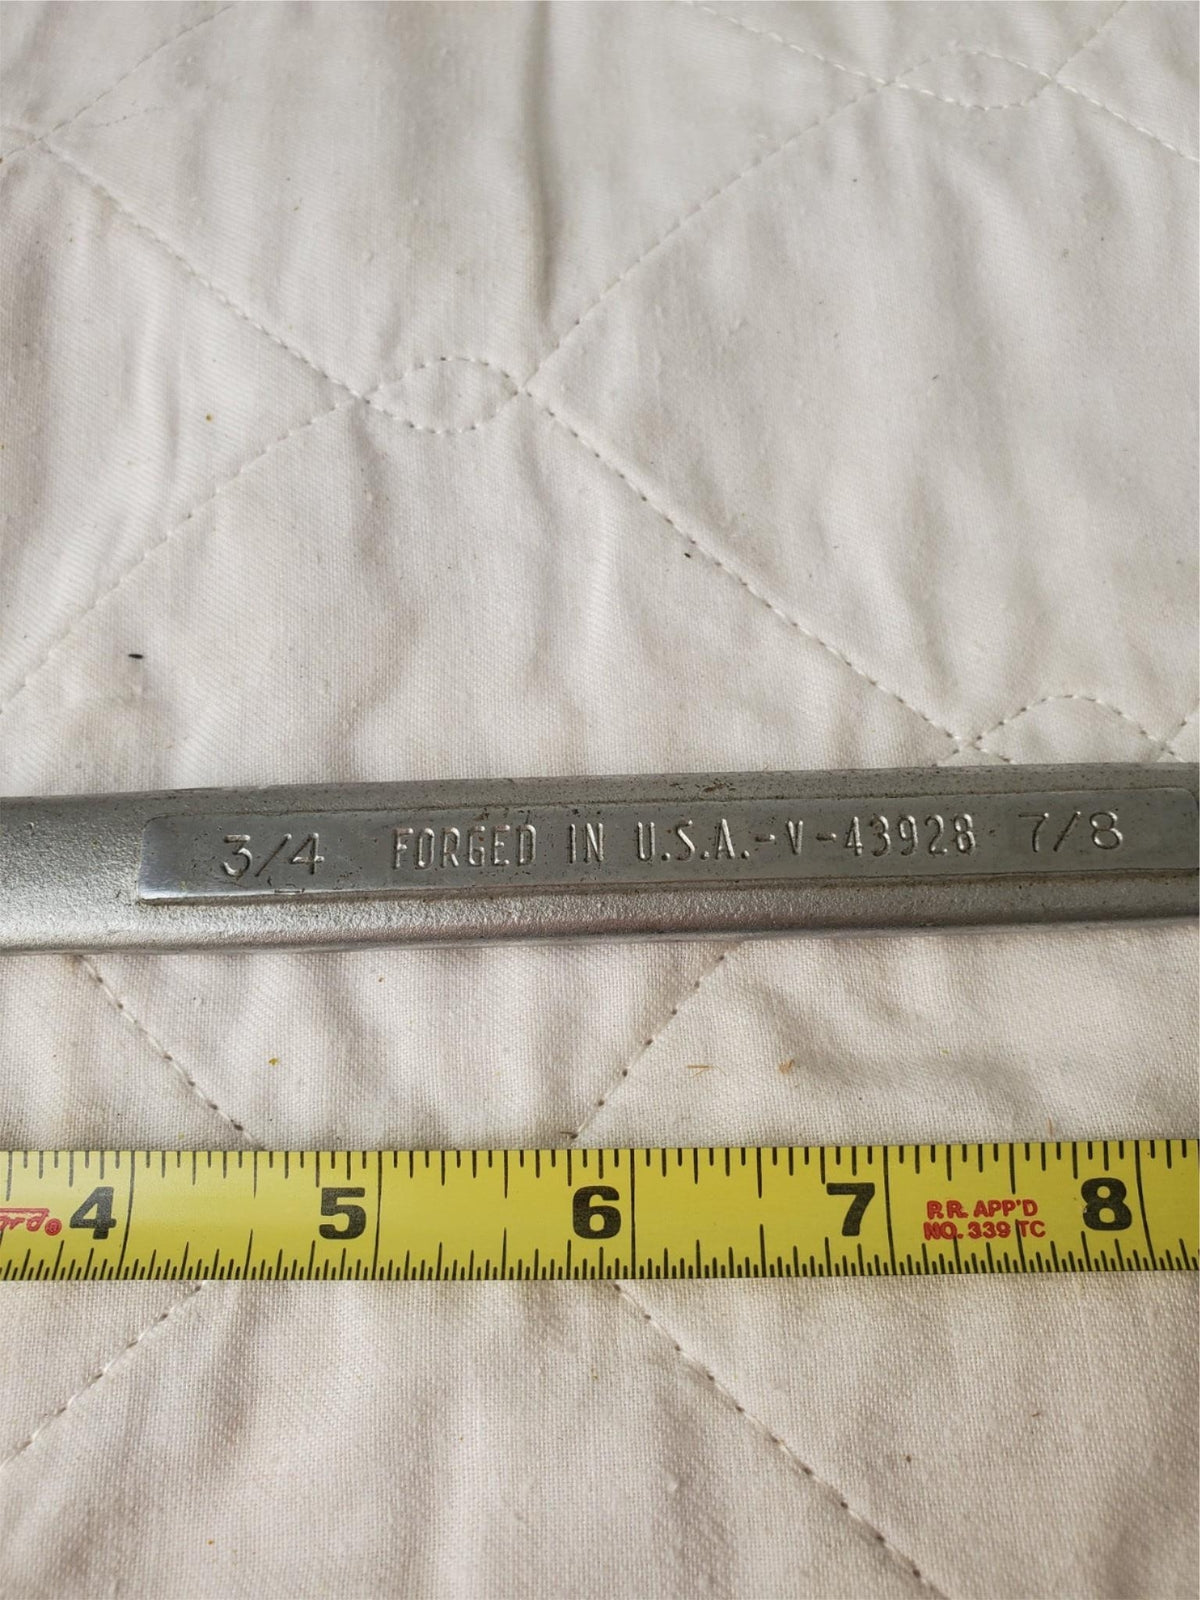 3/4 FORGED IN U.S.A.-V-43928 7/8
4 5 6 7 8
P.R. APP'D
NO. 339 TC